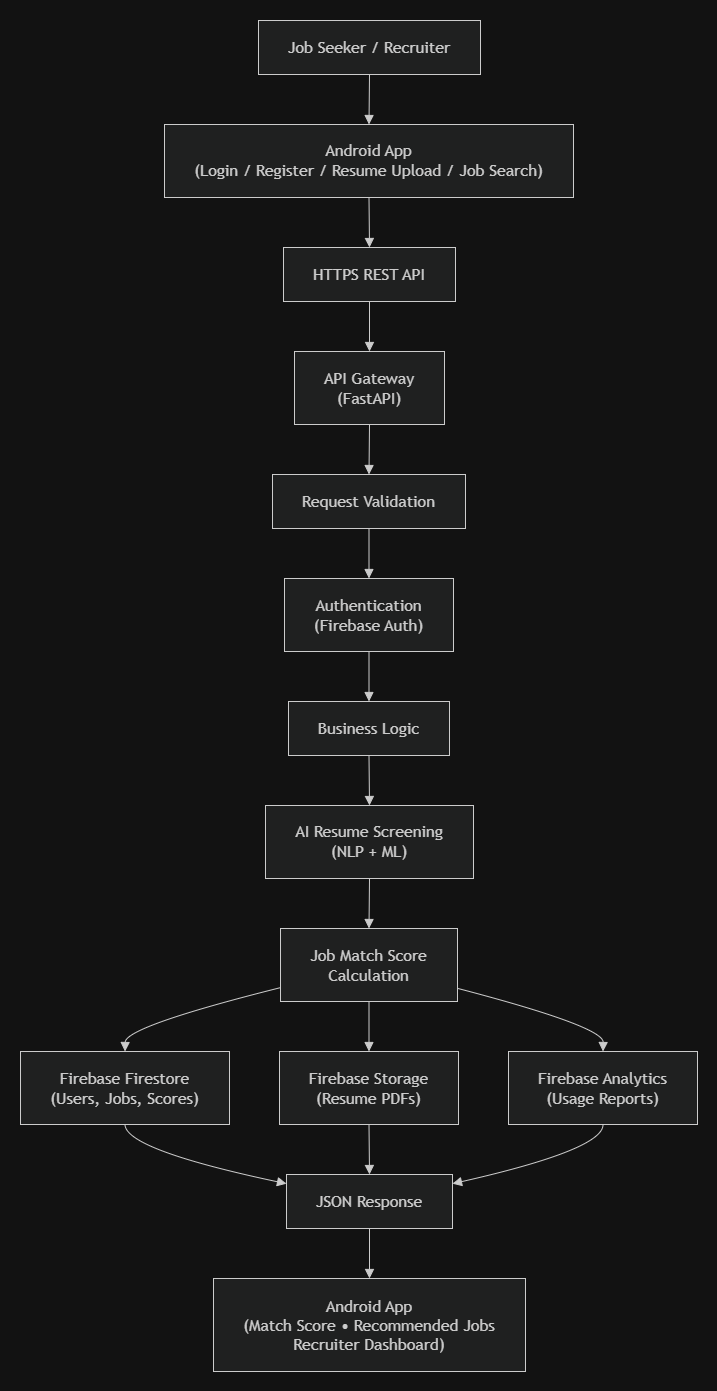 Job Seeker / Recruiter
Android App
(Login / Register / Resume Upload / Job Search)
HTTPS REST API
API Gateway
(FastAPI)
Request Validation
Authentication
(Firebase Auth)
Business Logic
AI Resume Screening
(NLP + ML)
Job Match Score
Calculation
Firebase Firestore
(Users, Jobs, Scores)
Firebase Storage
(Resume PDFs)
Firebase Analytics
(Usage Reports)
JSON Response
Android App
(Match Score • Recommended Jobs
Recruiter Dashboard)